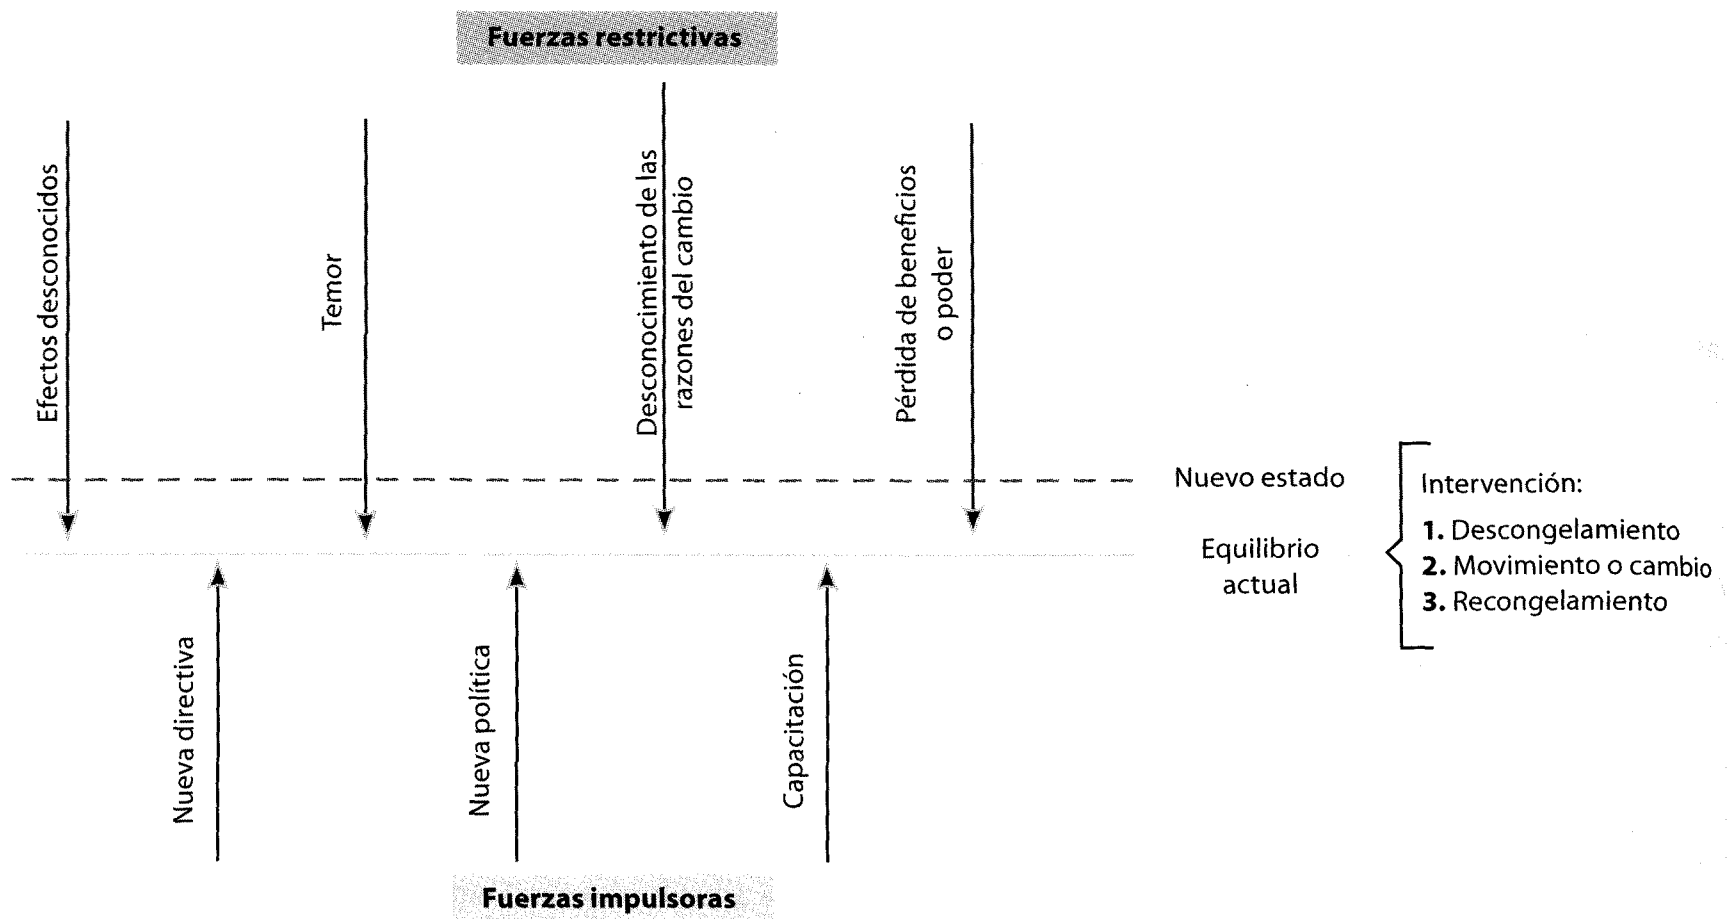 Fuerzas restrictivas
Efectos desconocidos
Temor
Desconocimiento de las
razones del cambio
Pérdida de beneficios
o poder
Nuevo estado
Equilibrio
actual
Intervención:
1. Descongelamiento
2. Movimiento o cambio
3. Recongelamiento
Nueva directiva
Nueva política
Capacitación
Fuerzas impulsoras